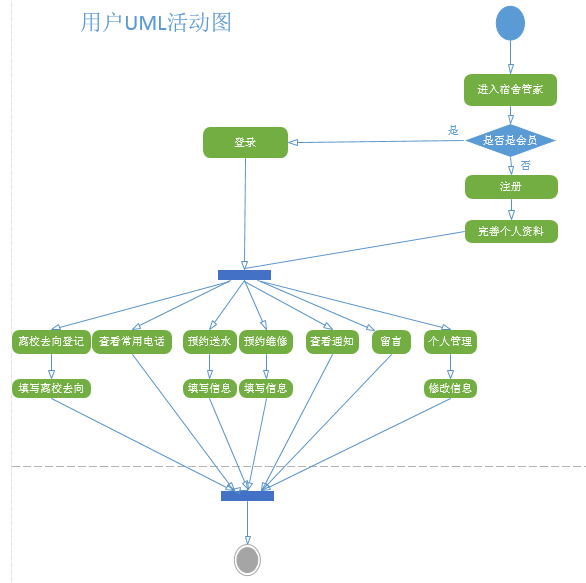 用户UML活动图
进入宿舍管家
是
是否是会员
登录
否
注册
完善个人资料
离校去向登记
查看常用电话
预约送水
预约维修
查看通知
留言
个人管理
填写离校去向
填写信息
填写信息
修改信息